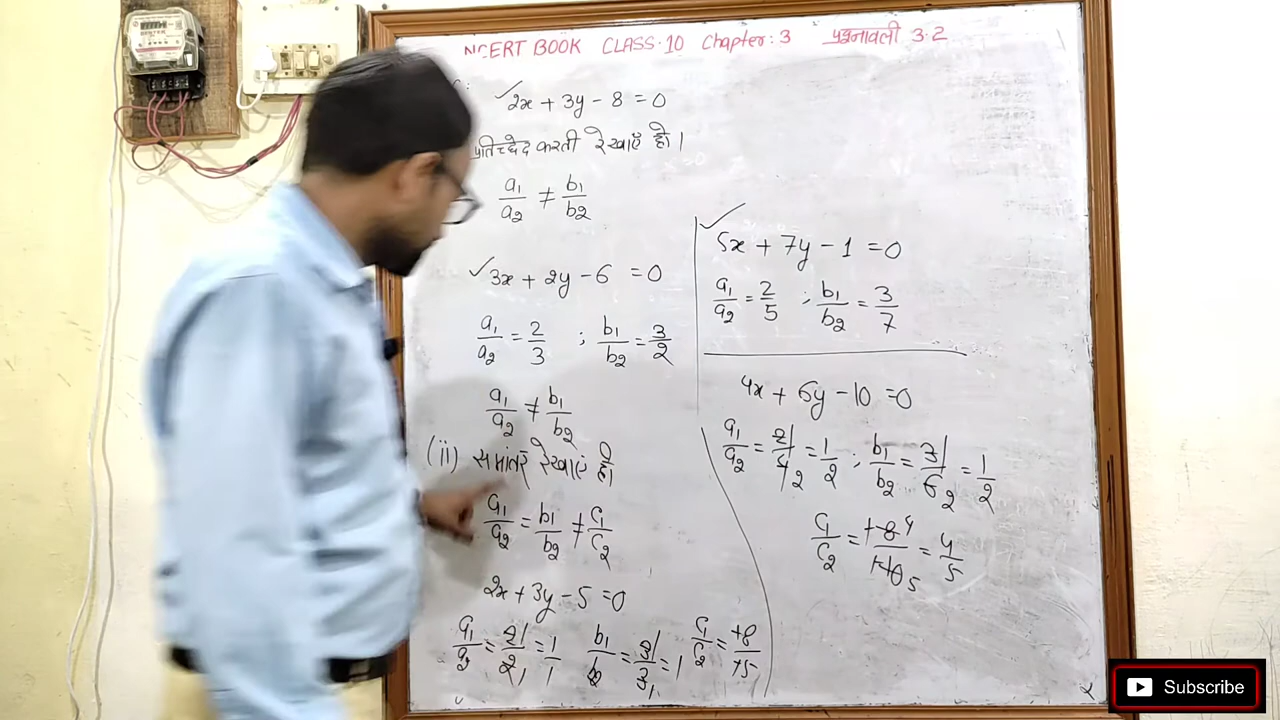 NCERT BOOK CLASS-10 Chapter:3 प्रश्नावली 3.2
2x + 3y - 8 = 0
प्रतिच्छेद करती रेखाएँ हो।
a1/a2 ≠ b1/b2
3x + 2y - 6 = 0
a1/a2 = 2/3 ; b1/b2 = 3/2
a1/a2 ≠ b1/b2
(ii) समांतर रेखाएं हो।
a1/a2 = b1/b2 ≠ c1/c2
2x + 3y - 5 = 0
a1/a2 = 2/2 = 1/1 b1/b2 = 3/3 = 1 c1/c2 = +8/+5
5x + 7y - 1 = 0
a1/a2 = 2/5 ; b1/b2 = 3/7
4x + 6y - 10 = 0
a1/a2 = 2/4 = 1/2 ; b1/b2 = 3/6 = 1/2
c1/c2 = +8/+10 = 4/5
Subscribe